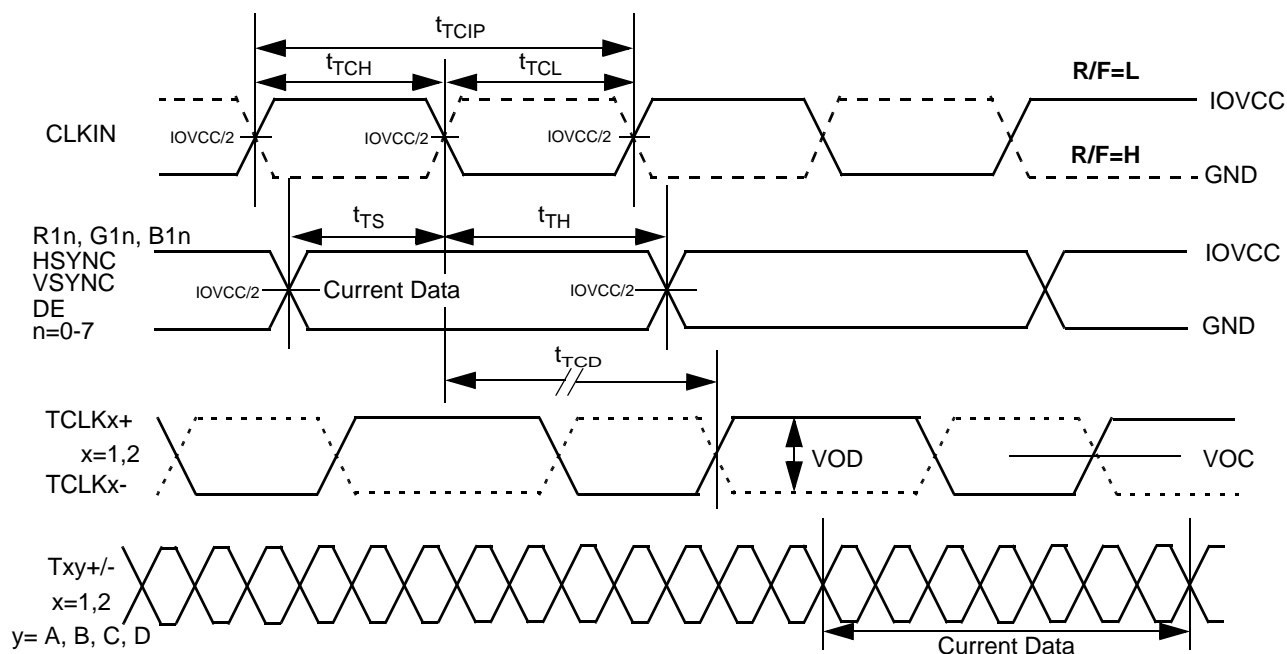 tTCIP
tTCH
tTCL
R/F=L
IOVCC
CLKIN
IOVCC/2
IOVCC/2
IOVCC/2
R/F=H
GND
tTS
tTH
R1n, G1n, B1n
HSYNC
VSYNC
DE
n=0-7
IOVCC/2
Current Data
IOVCC/2
IOVCC
GND
tTCD
TCLKx+
x=1,2
TCLKx-
VOD
VOC
Txy+/-
x=1,2
y= A, B, C, D
Current Data